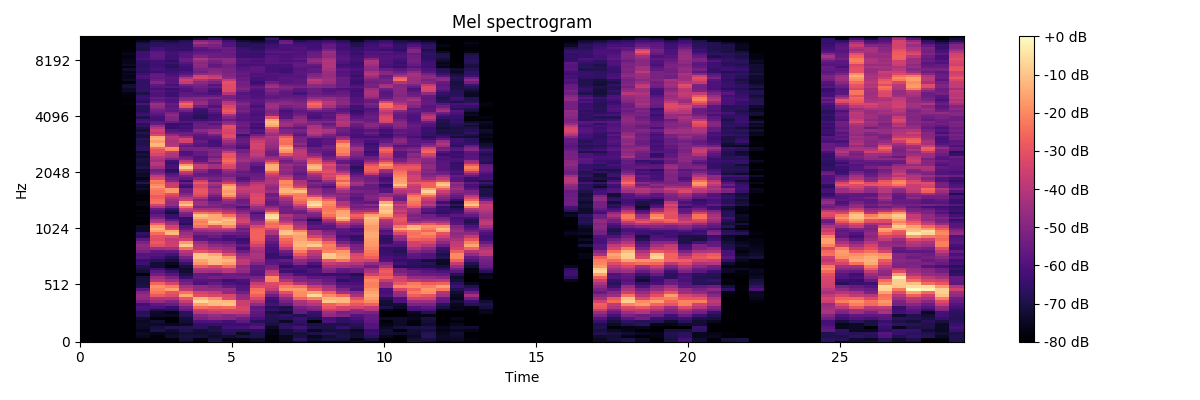 Mel spectrogram
Hz
8192
4096
2048
1024
512
0
0 5 10 15 20 25
Time
+0 dB
-10 dB
-20 dB
-30 dB
-40 dB
-50 dB
-60 dB
-70 dB
-80 dB